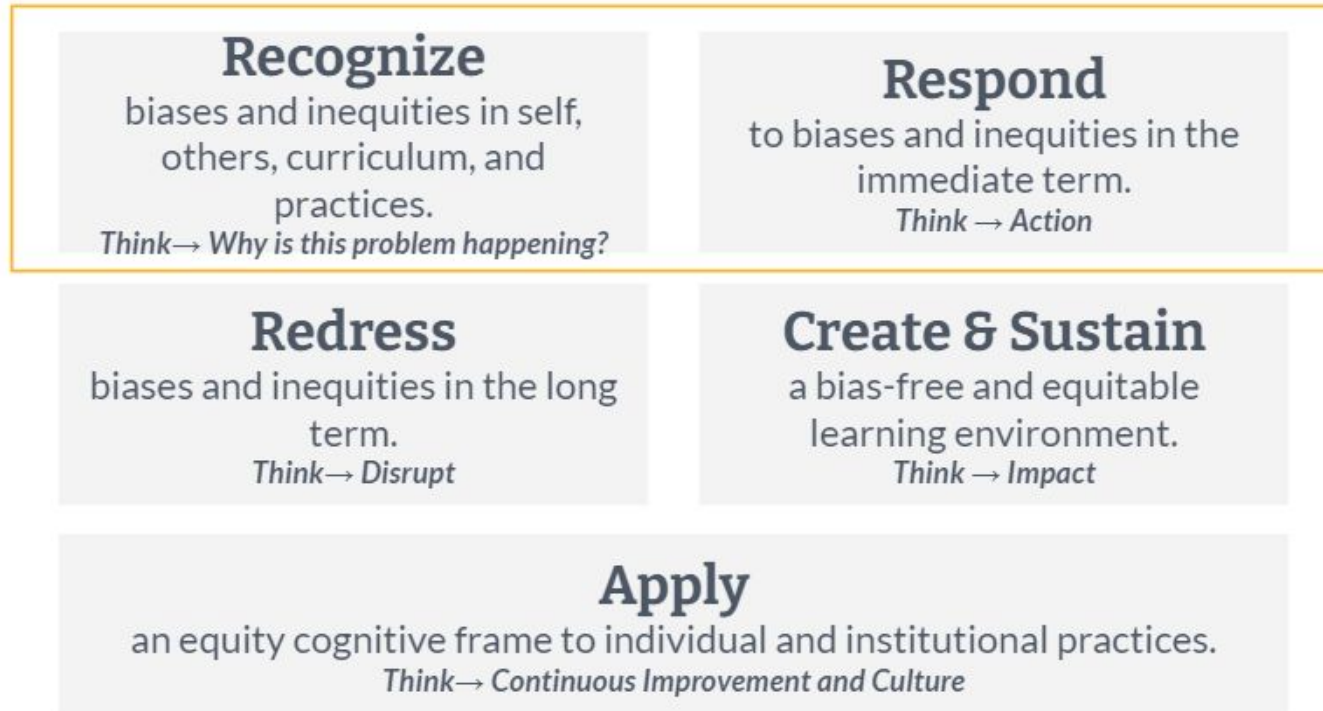 Recognize
biases and inequities in self,
others, curriculum, and
practices.
Think→ Why is this problem happening?
Respond
to biases and inequities in the
immediate term.
Think → Action
Redress
biases and inequities in the long
term.
Think→ Disrupt
Create & Sustain
a bias-free and equitable
learning environment.
Think → Impact
Apply
an equity cognitive frame to individual and institutional practices.
Think→ Continuous Improvement and Culture